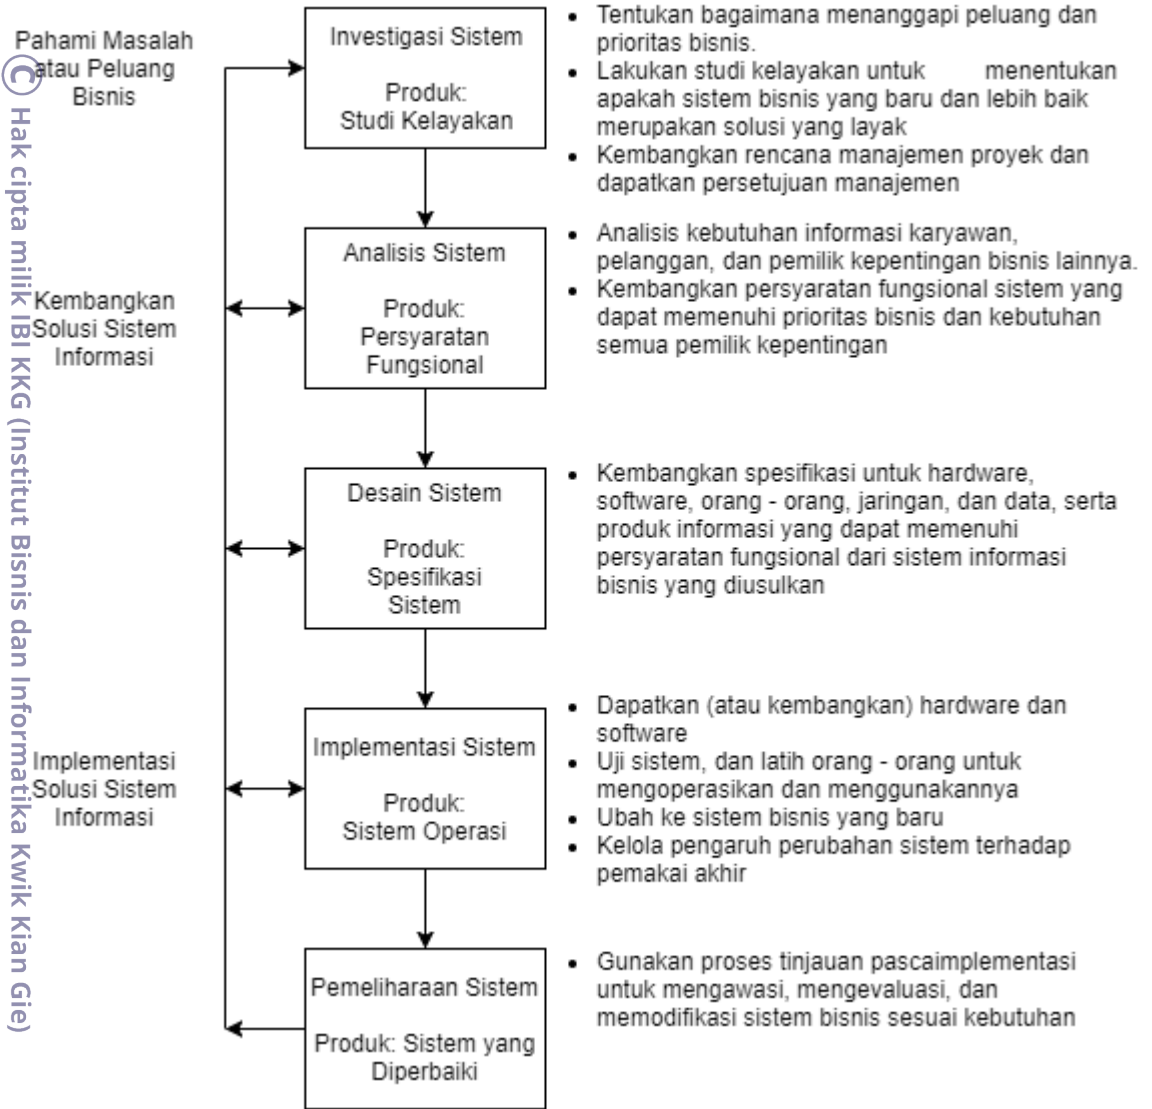 Pahami Masalah
atau Peluang
Bisnis
Investigasi Sistem
Produk:
Studi Kelayakan
• Tentukan bagaimana menanggapi peluang dan
prioritas bisnis.
• Lakukan studi kelayakan untuk menentukan
apakah sistem bisnis yang baru dan lebih baik
merupakan solusi yang layak
• Kembangkan rencana manajemen proyek dan
dapatkan persetujuan manajemen
Kembangkan
Solusi Sistem
Informasi
Analisis Sistem
Produk:
Persyaratan
Fungsional
• Analisis kebutuhan informasi karyawan,
pelanggan, dan pemilik kepentingan bisnis lainnya.
• Kembangkan persyaratan fungsional sistem yang
dapat memenuhi prioritas bisnis dan kebutuhan
semua pemilik kepentingan
Desain Sistem
Produk:
Spesifikasi
Sistem
• Kembangkan spesifikasi untuk hardware,
software, orang - orang, jaringan, dan data, serta
produk informasi yang dapat memenuhi
persyaratan fungsional dari sistem informasi
bisnis yang diusulkan
Implementasi
Solusi Sistem
Informasi
Implementasi Sistem
Produk:
Sistem Operasi
• Dapatkan (atau kembangkan) hardware dan
software
• Uji sistem, dan latih orang - orang untuk
mengoperasikan dan menggunakannya
• Ubah ke sistem bisnis yang baru
• Kelola pengaruh perubahan sistem terhadap
pemakai akhir
Pemeliharaan Sistem
Produk: Sistem yang
Diperbaiki
• Gunakan proses tinjauan pascaimplementasi
untuk mengawasi, mengevaluasi, dan
memodifikasi sistem bisnis sesuai kebutuhan
© Hak cipta milik IBI KKG (Institut Bisnis dan Informatika Kwik Kian Gie)